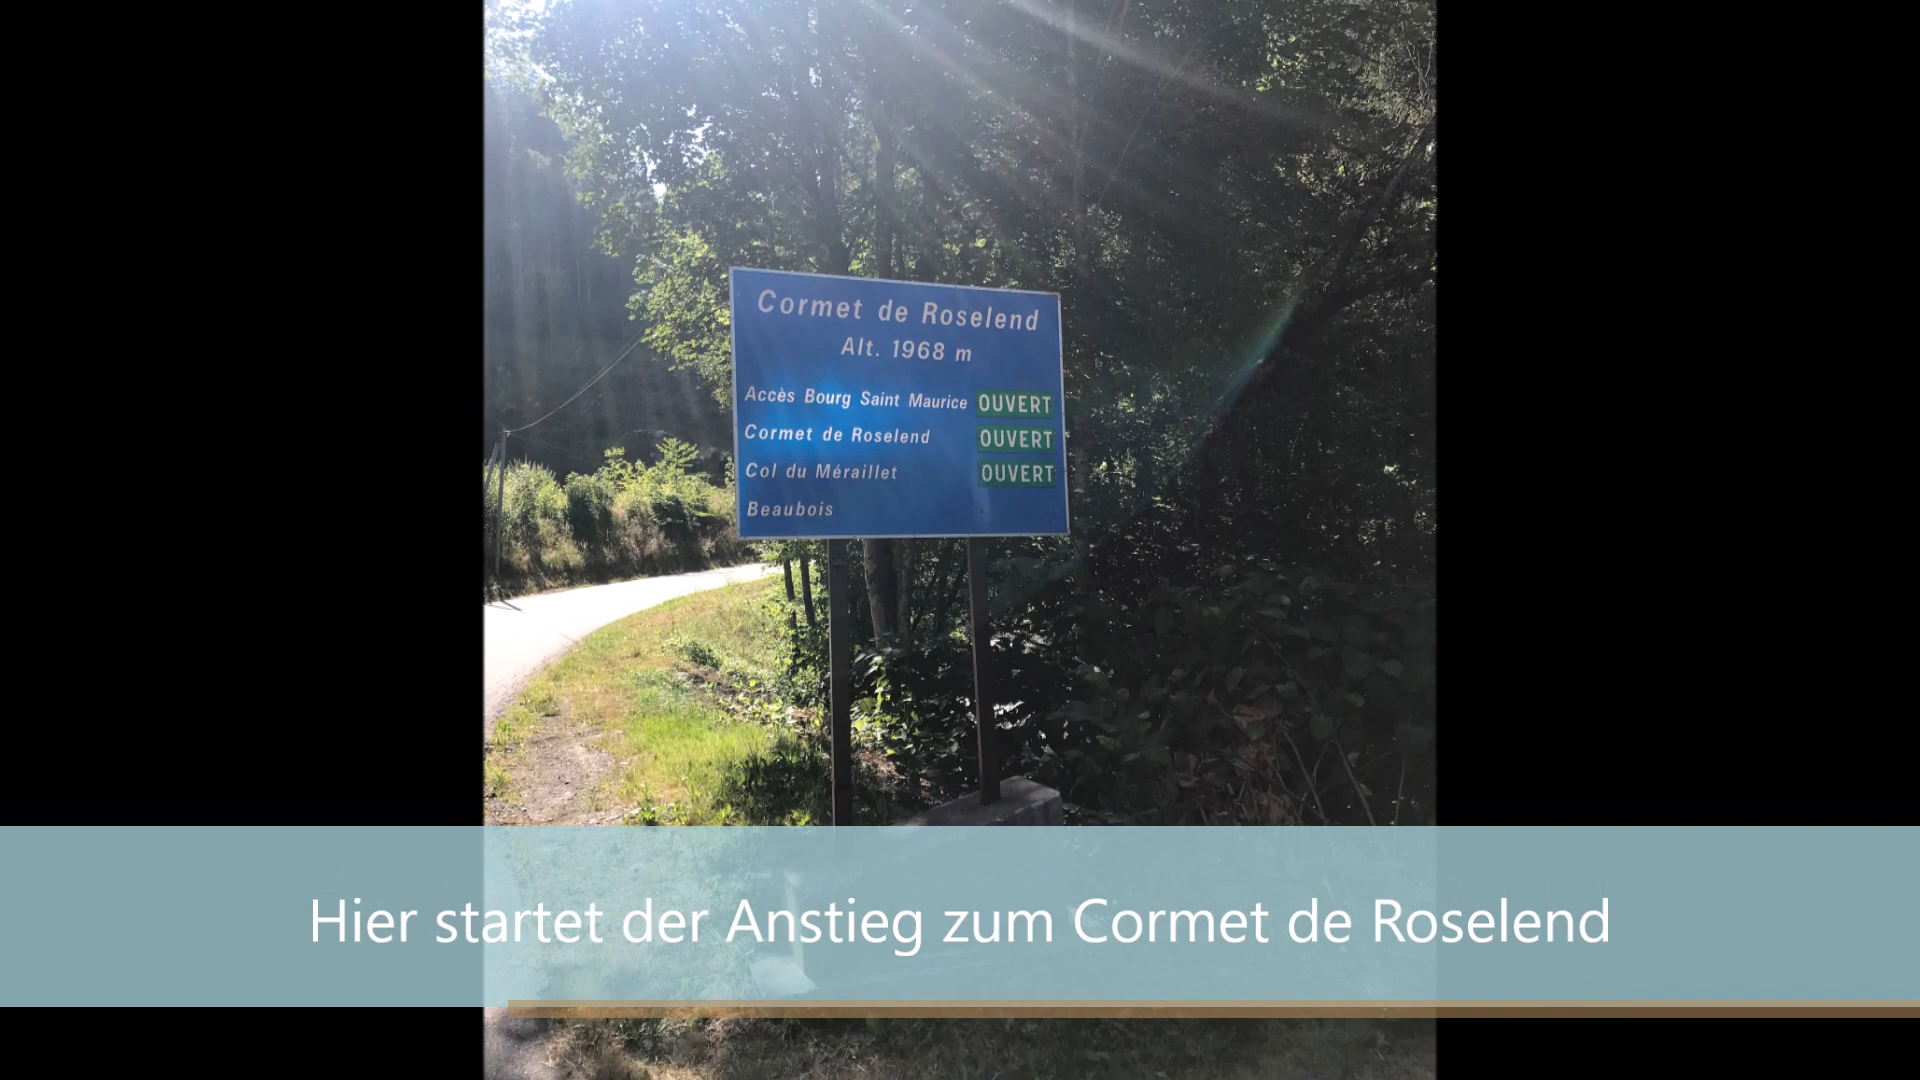 Cormet de Roselend
Alt. 1968 m
Accès Bourg Saint Maurice OUVERT
Cormet de Roselend OUVERT
Col du Méraillet OUVERT
Beaubois
Hier startet der Anstieg zum Cormet de Roselend